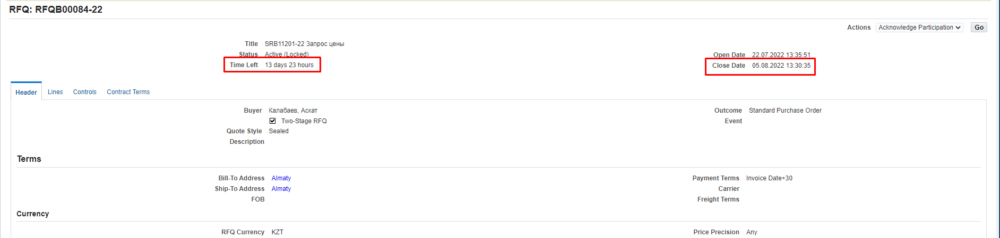 RFQ: RFQB00084-22
Actions Acknowledge Participation Go
Title SRB11201-22 Запрос цены
Status Active (Locked) Open Date 22.07.2022 13:35:51
Time Left 13 days 23 hours Close Date 05.08.2022 13:30:35
Header Lines Controls Contract Terms
Buyer Калабаев, Аскат Outcome Standard Purchase Order
Two-Stage RFQ Event
Quote Style Sealed
Description
Terms
Bill-To Address Almaty Payment Terms Invoice Date+30
Ship-To Address Almaty Carrier
FOB Freight Terms
Currency
RFQ Currency KZT Price Precision Any